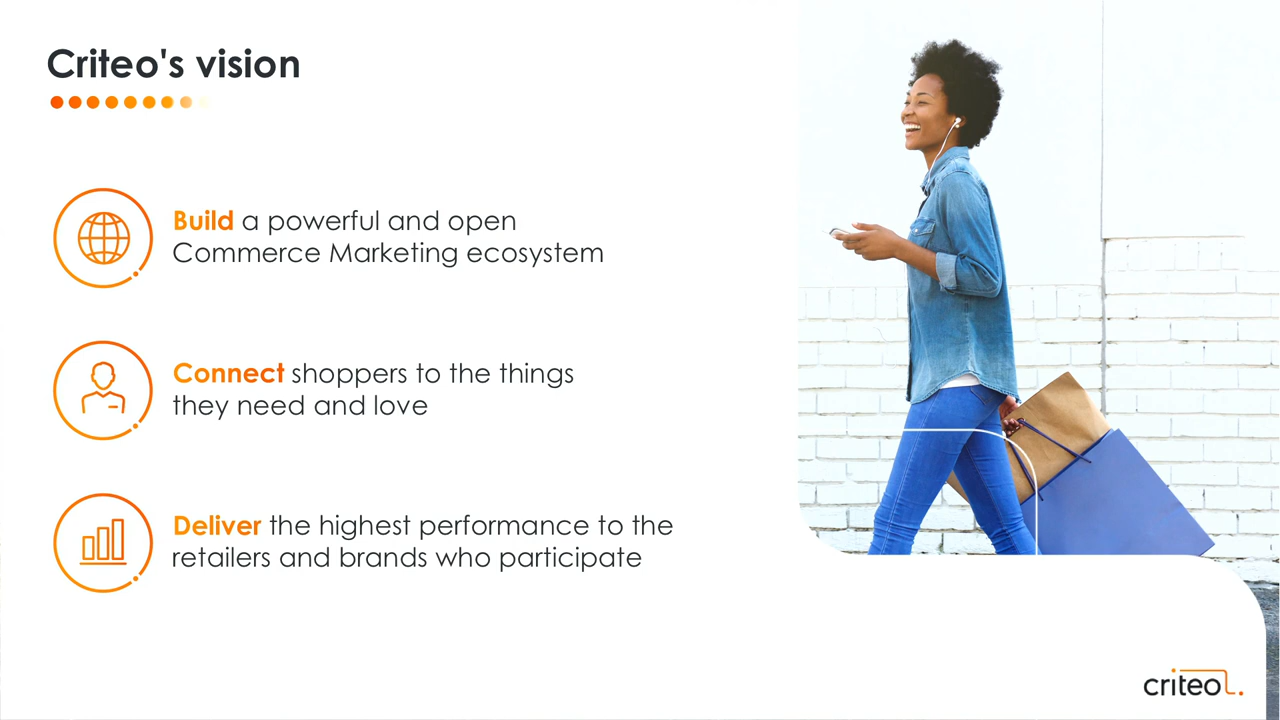 Criteo's vision
Build a powerful and open
Commerce Marketing ecosystem
Connect shoppers to the things
they need and love
Deliver the highest performance to the
retailers and brands who participate
criteo